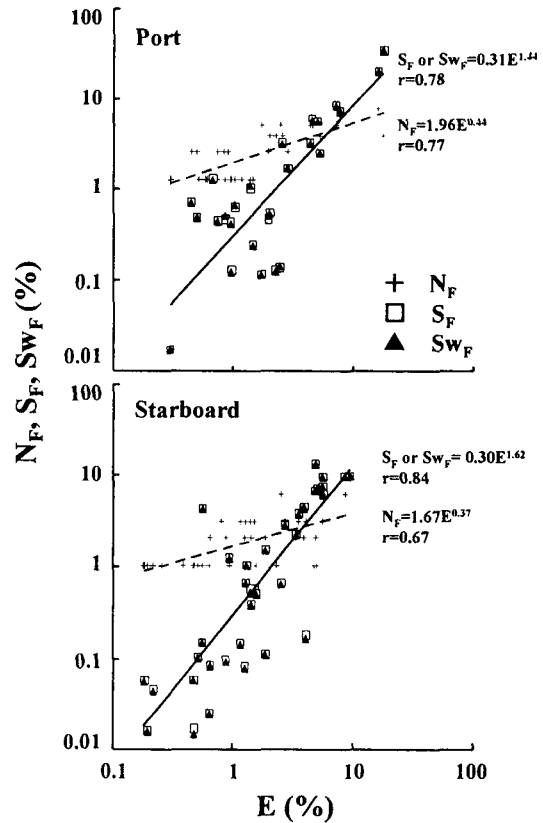 Port
100
10
1
0.1
0.01
S_F or Sw_F=0.31E^1.44
r=0.78
N_F=1.96E^0.44
r=0.77
+ N_F
□ S_F
▲ Sw_F
N_F, S_F, Sw_F (%)
Starboard
100
10
1
0.1
0.01
S_F or Sw_F= 0.30E^1.62
r=0.84
N_F=1.67E^0.37
r=0.67
0.1 1 10 100
E (%)